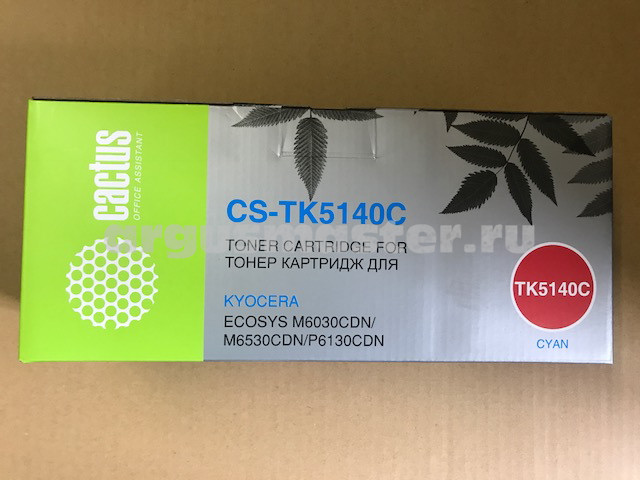 cactus
OFFICE ASSISTANT
CS-TK5140C
argusmaster.ru
TONER CARTRIDGE FOR
ТОНЕР КАРТРИДЖ ДЛЯ
KYOCERA
ECOSYS M6030CDN/
M6530CDN/P6130CDN
TK5140C
CYAN